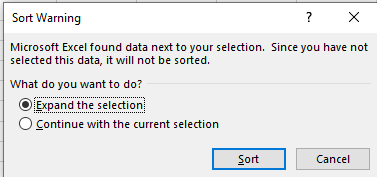 Sort Warning
Microsoft Excel found data next to your selection.  Since you have not
selected this data, it will not be sorted.
What do you want to do?
Expand the selection
Continue with the current selection
Sort Cancel